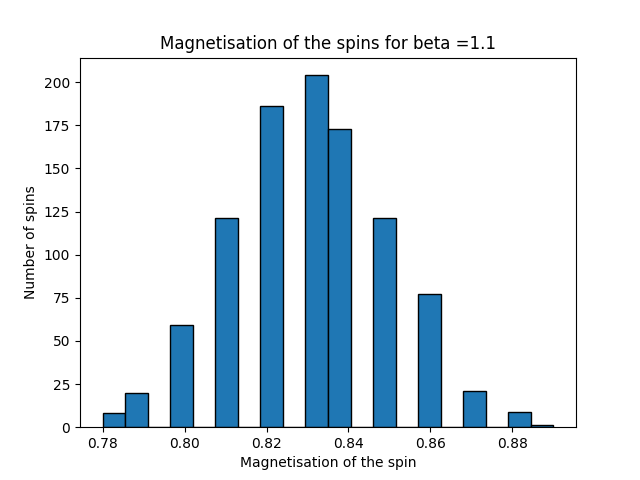 Magnetisation of the spins for beta =1.1
200
175
150
125
100
75
50
25
0
Number of spins
0.78 0.80 0.82 0.84 0.86 0.88
Magnetisation of the spin